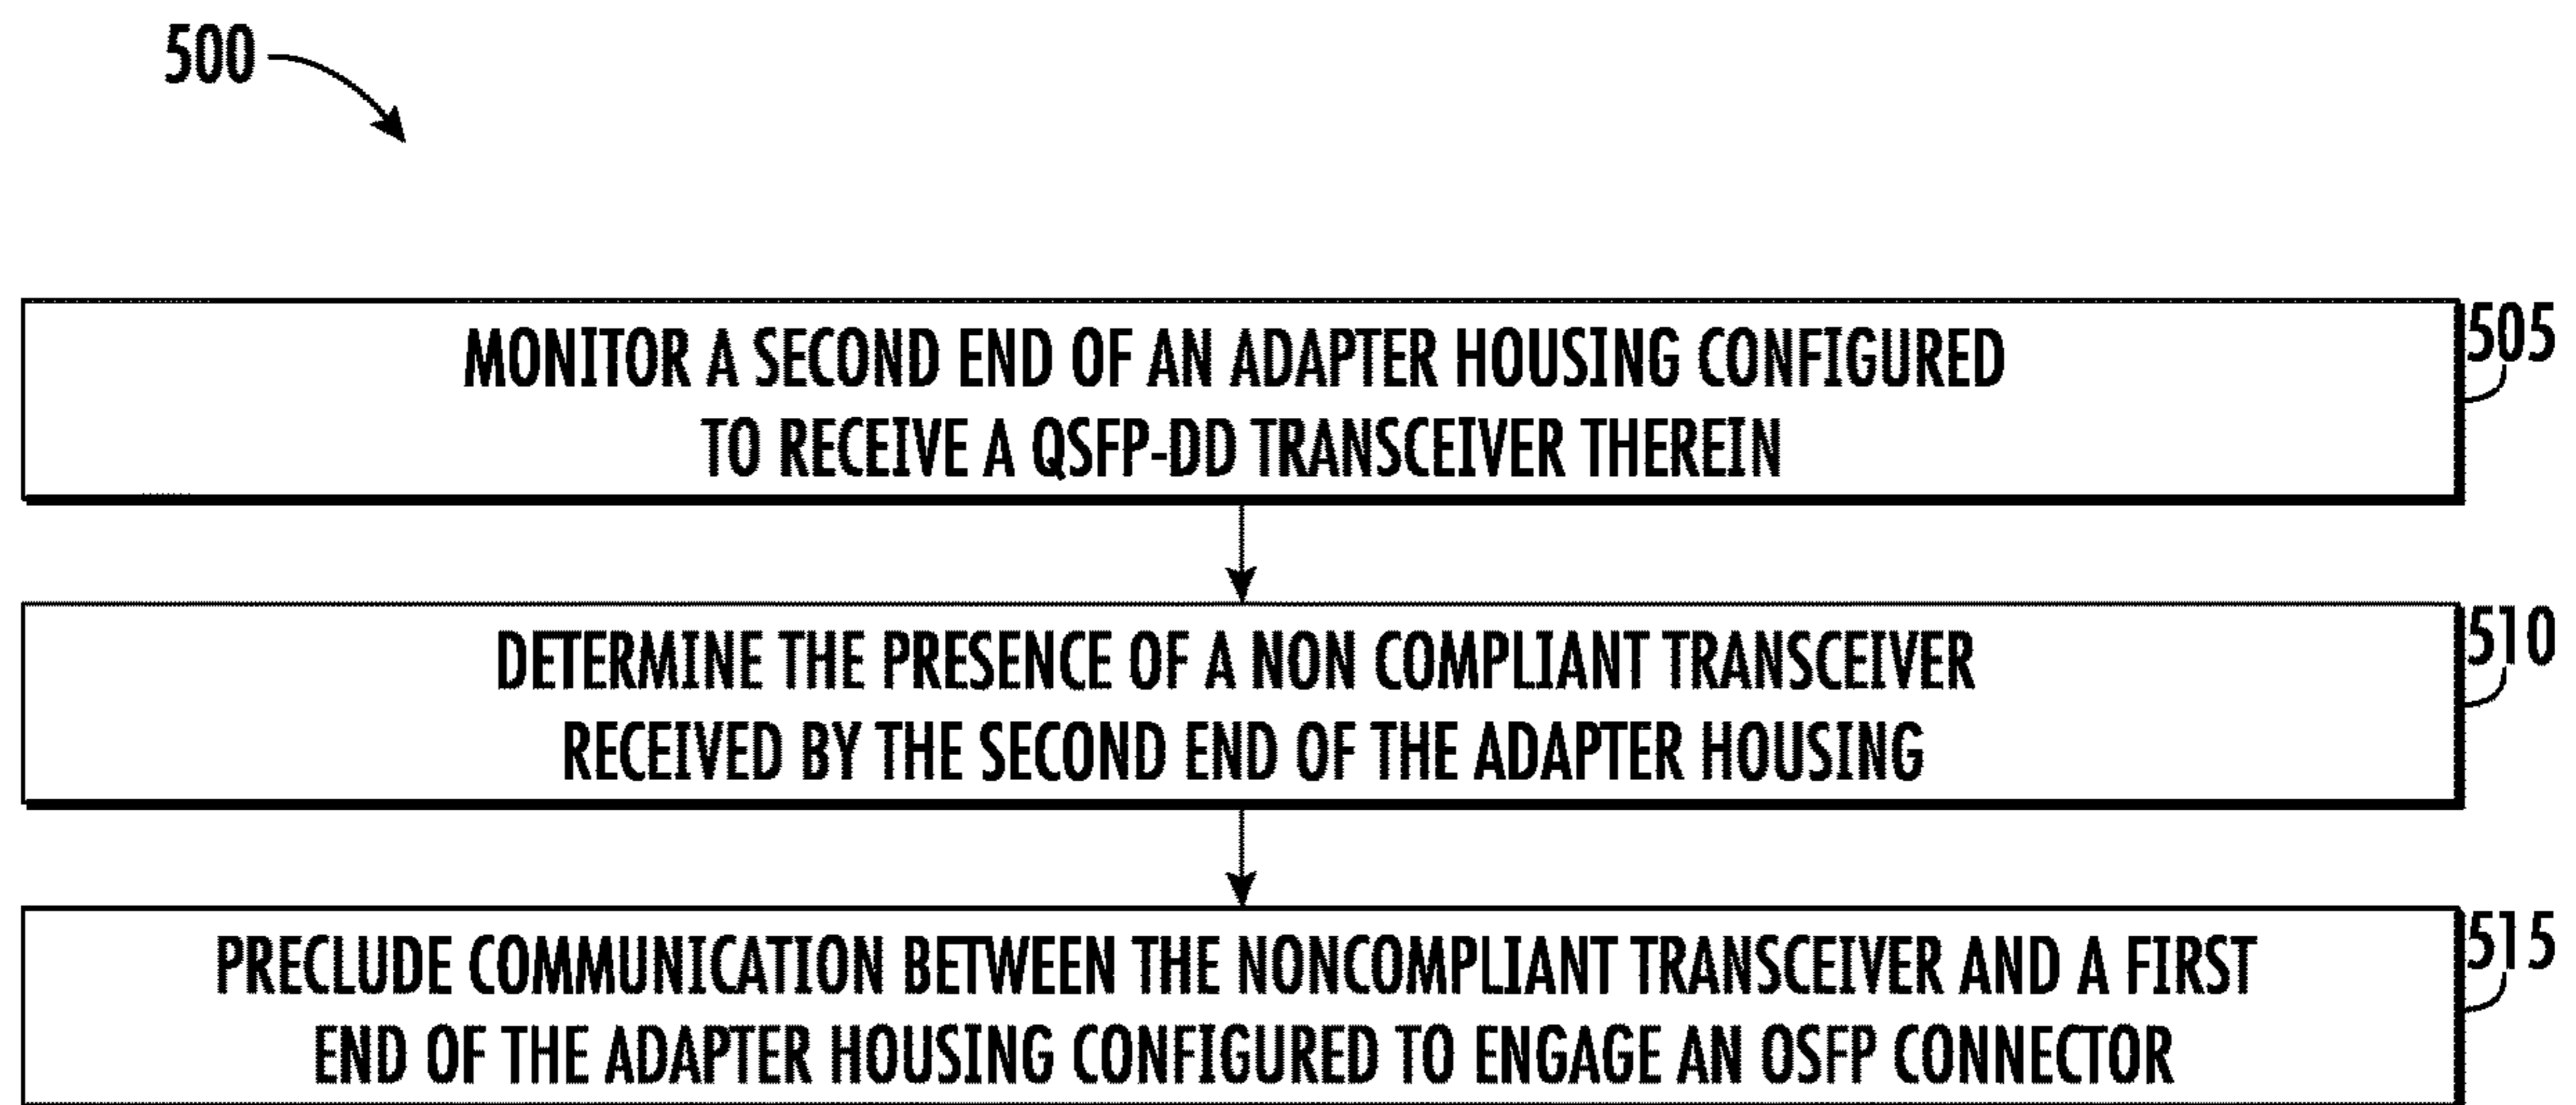 500
MONITOR A SECOND END OF AN ADAPTER HOUSING CONFIGURED
TO RECEIVE A QSFP-DD TRANSCEIVER THEREIN
505
DETERMINE THE PRESENCE OF A NON COMPLIANT TRANSCEIVER
RECEIVED BY THE SECOND END OF THE ADAPTER HOUSING
510
PRECLUDE COMMUNICATION BETWEEN THE NONCOMPLIANT TRANSCEIVER AND A FIRST
END OF THE ADAPTER HOUSING CONFIGURED TO ENGAGE AN OSFP CONNECTOR
515